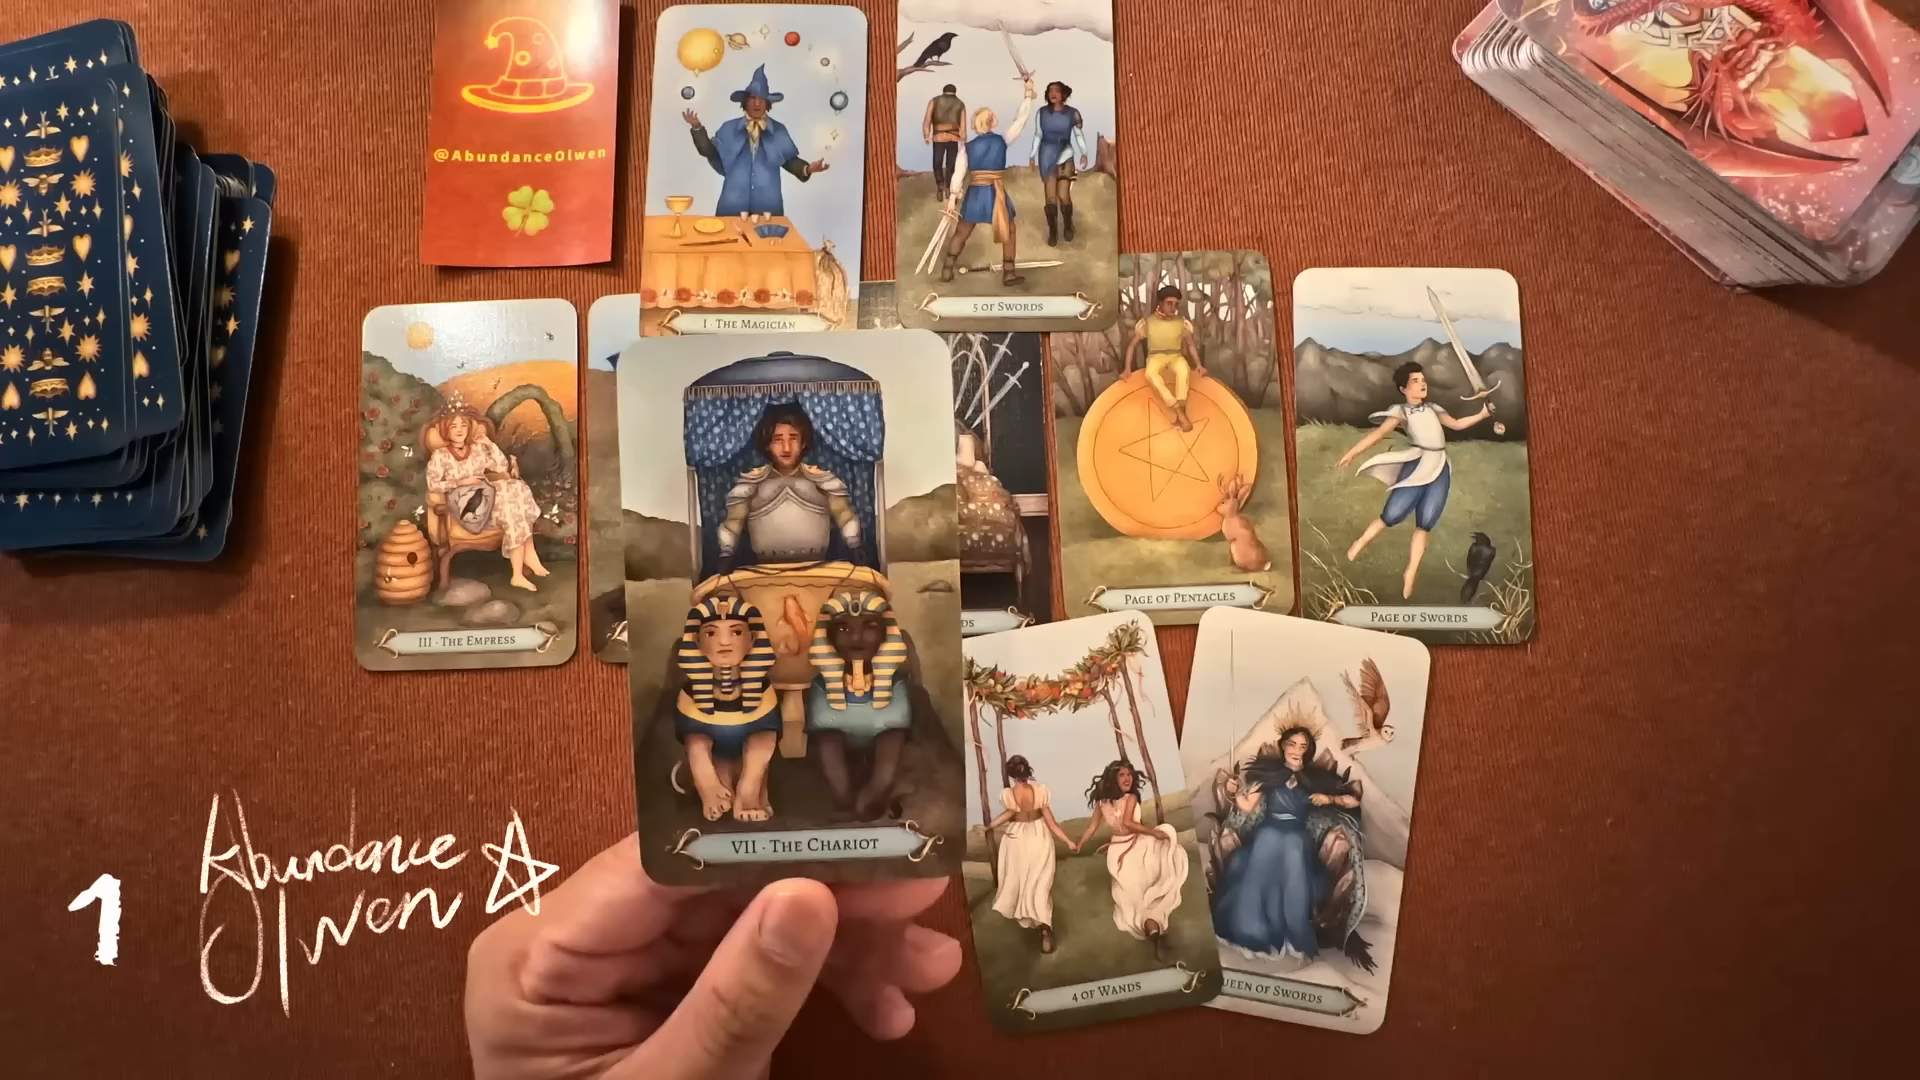 @AbundanceOlwen
I · The Magician
5 of Swords
III · The Empress
DS
Page of Pentacles
Page of Swords
VII · The Chariot
4 of Wands
ueen of Swords
1
Abundance
Olwen